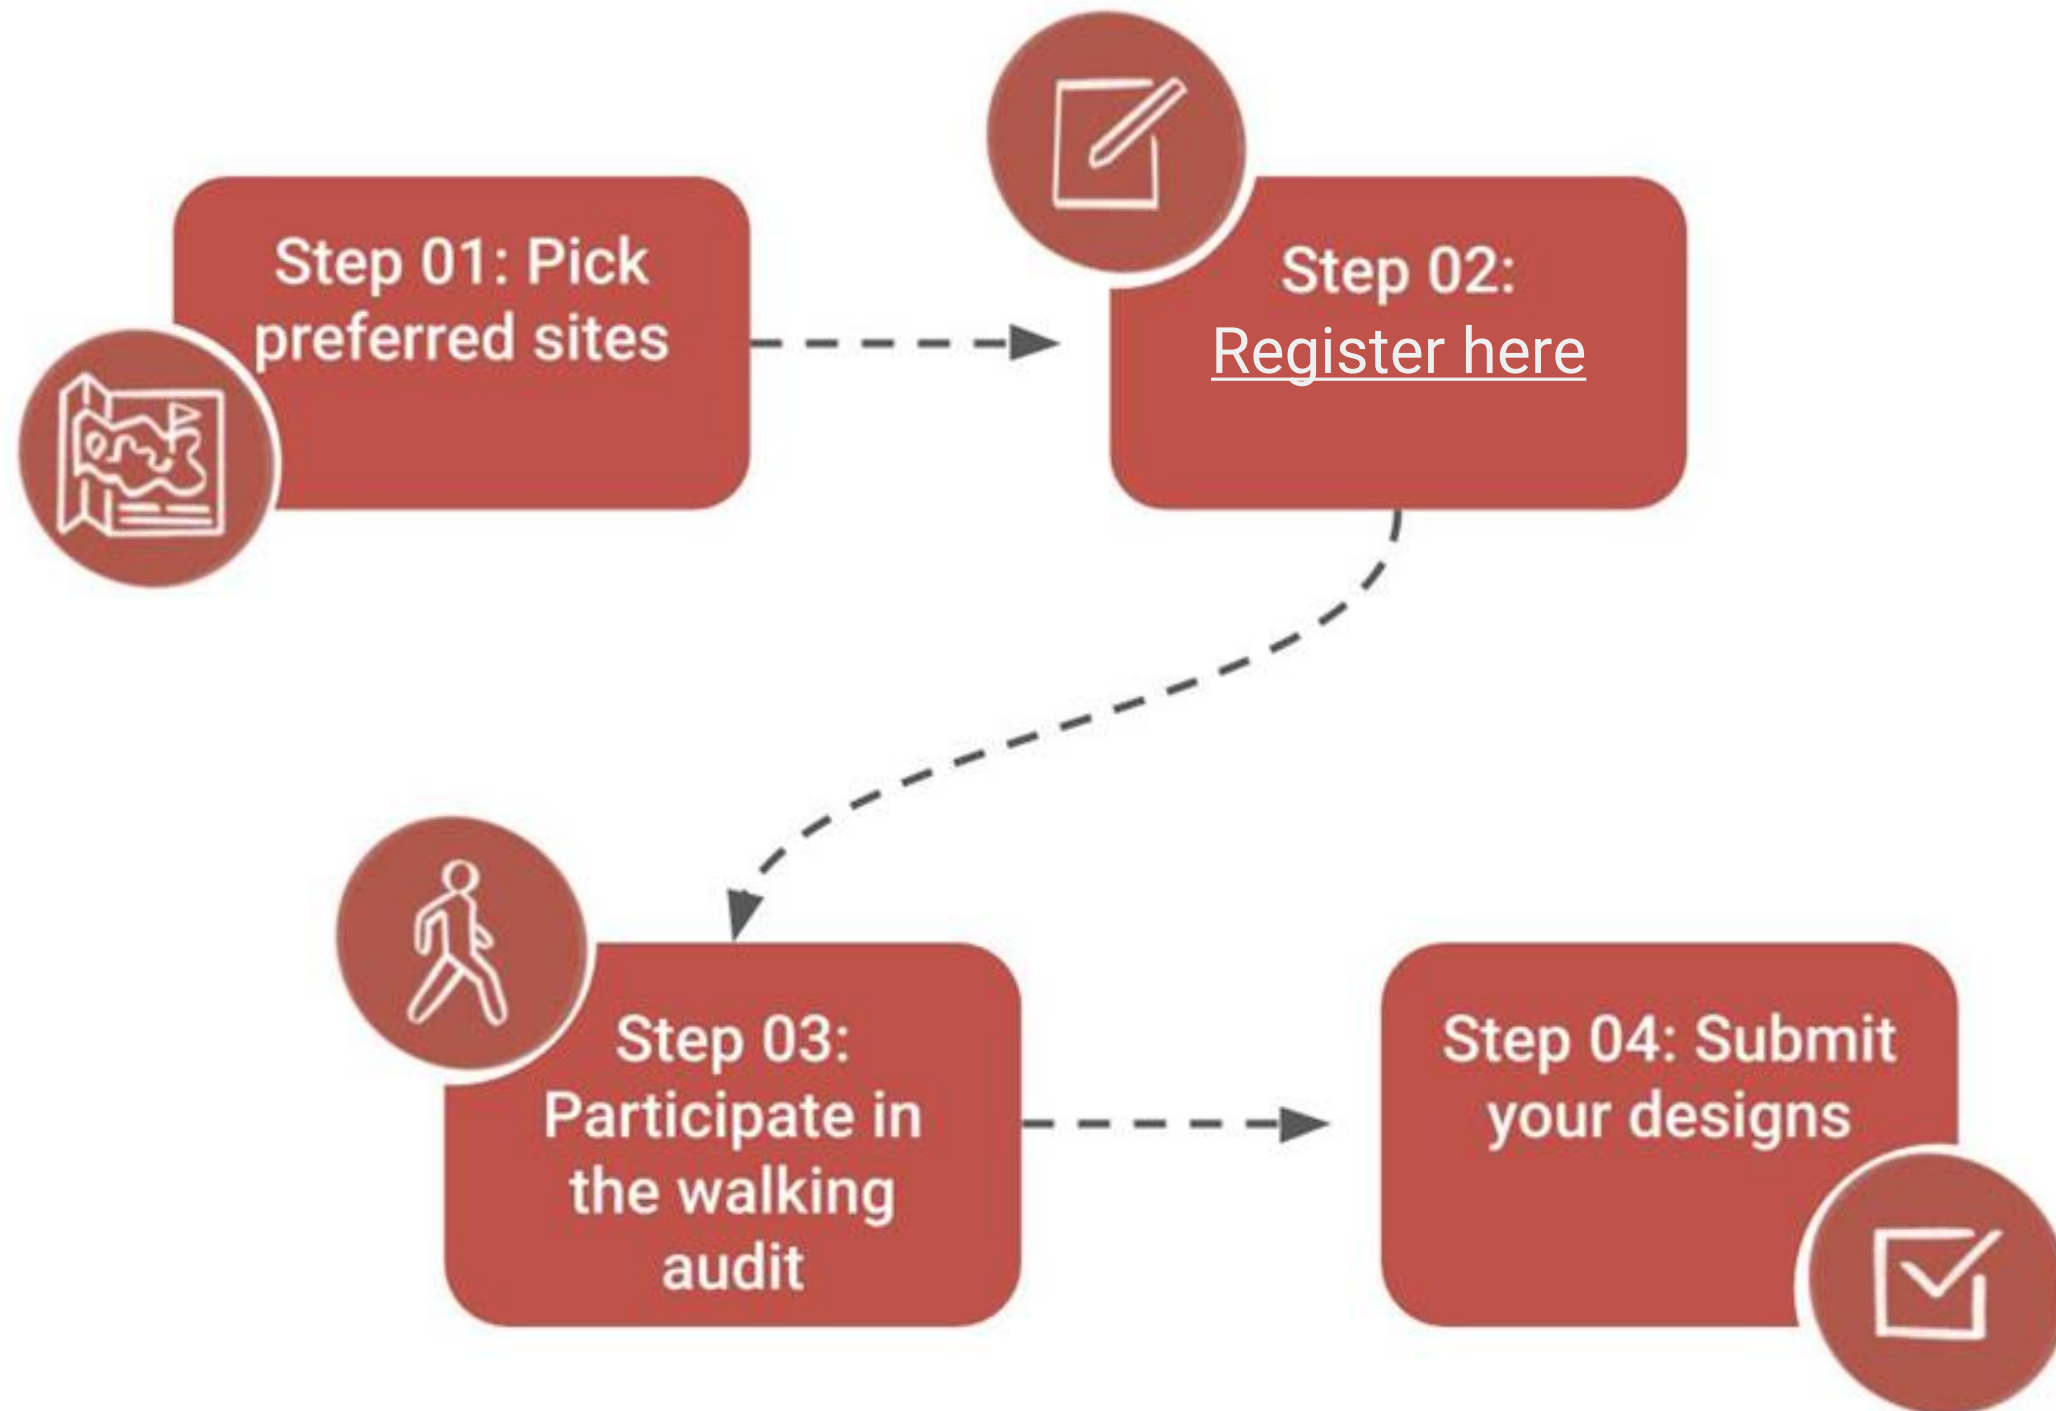 Step 01: Pick
preferred sites
Step 02:
Register here
Step 03:
Participate in
the walking
audit
Step 04: Submit
your designs